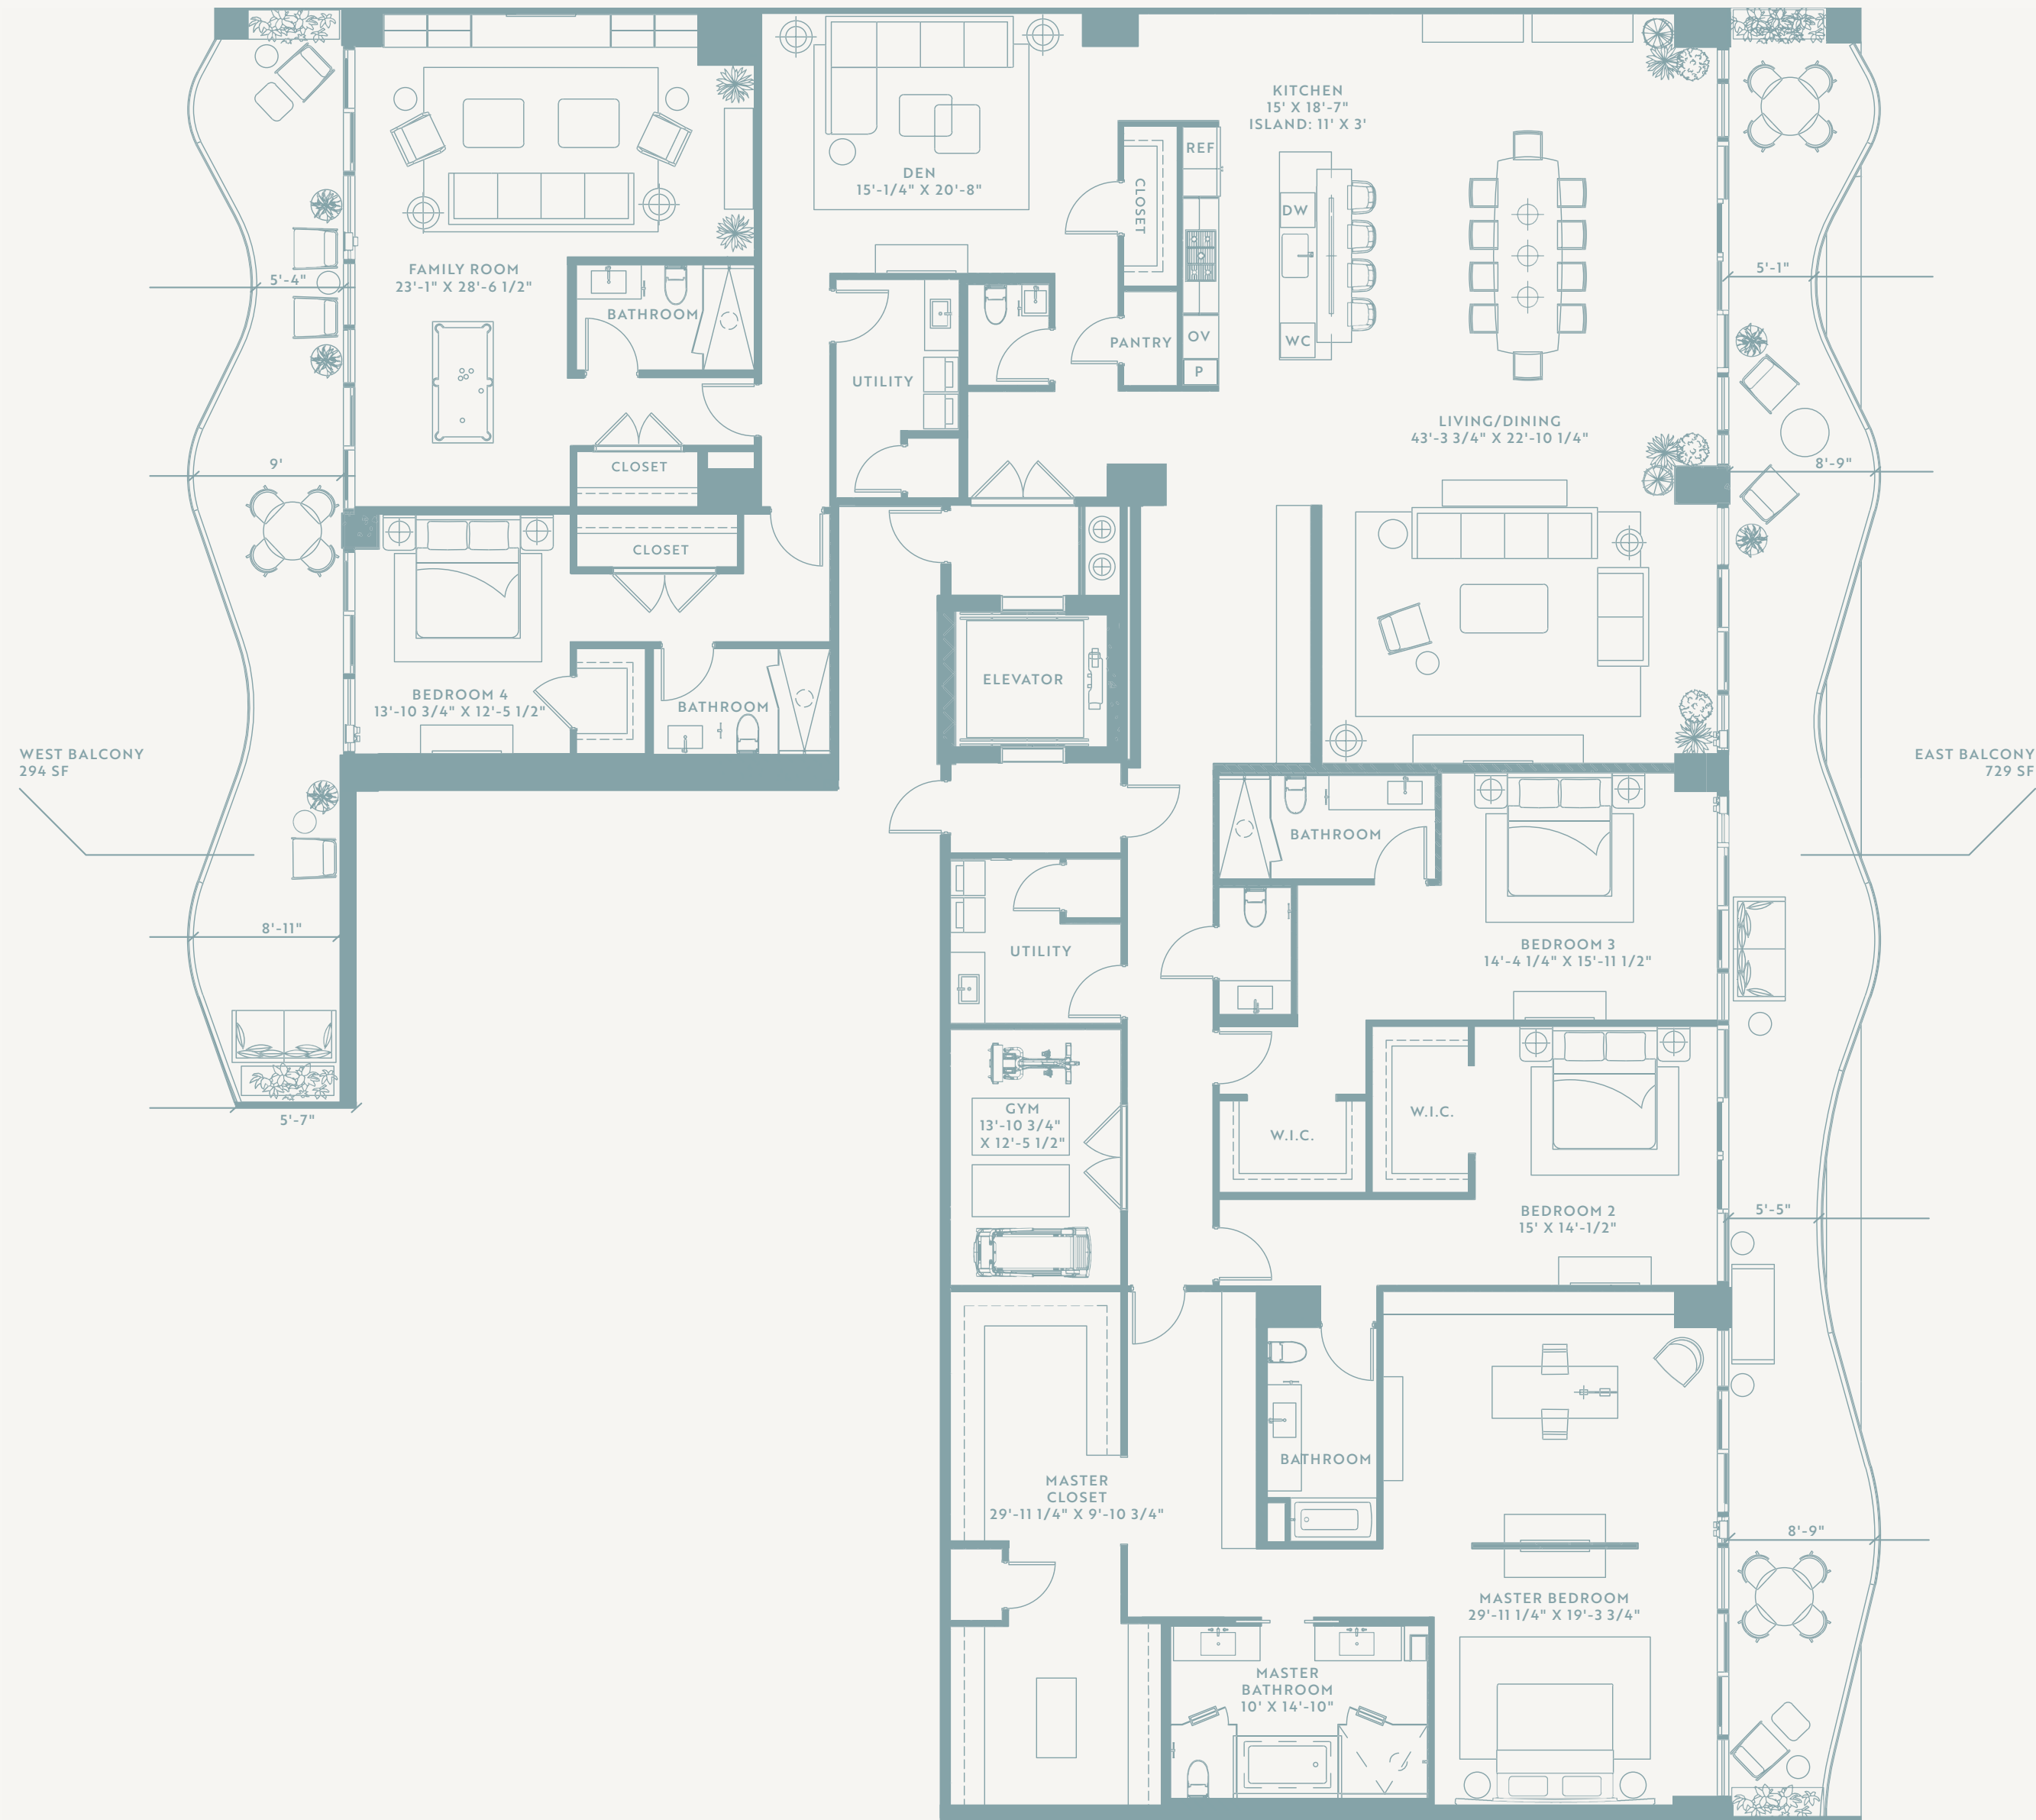 KITCHEN
15' X 18'-7"
ISLAND: 11' X 3'
REF
DEN
15'-1/4" X 20'-8"
CLOSET
DW
FAMILY ROOM
23'-1" X 28'-6 1/2"
5'-4"
5'-1"
BATHROOM
PANTRY
OV
WC
P
UTILITY
LIVING/DINING
43'-3 3/4" X 22'-10 1/4"
9'
CLOSET
8'-9"
CLOSET
ELEVATOR
BEDROOM 4
13'-10 3/4" X 12'-5 1/2"
BATHROOM
WEST BALCONY
294 SF
EAST BALCONY
729 SF
BATHROOM
8'-11"
UTILITY
BEDROOM 3
14'-4 1/4" X 15'-11 1/2"
5'-7"
GYM
13'-10 3/4"
X 12'-5 1/2"
W.I.C.
W.I.C.
BEDROOM 2
15' X 14'-1/2"
5'-5"
BATHROOM
MASTER
CLOSET
29'-11 1/4" X 9'-10 3/4"
8'-9"
MASTER BEDROOM
29'-11 1/4" X 19'-3 3/4"
MASTER
BATHROOM
10' X 14'-10"